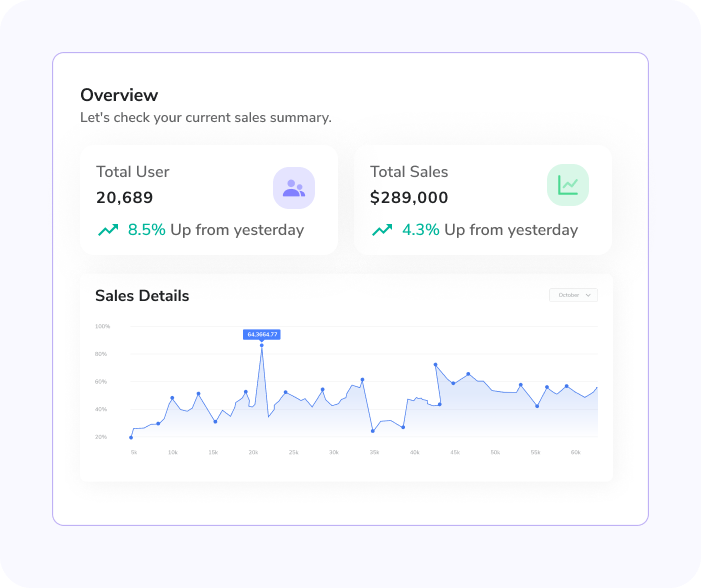 Overview
Let's check your current sales summary.
Total User
20,689
8.5% Up from yesterday
Total Sales
$289,000
4.3% Up from yesterday
Sales Details
October
64,3664.77
100%
80%
60%
40%
20%
5k 10k 15k 20k 25k 30k 35k 40k 45k 50k 55k 60k